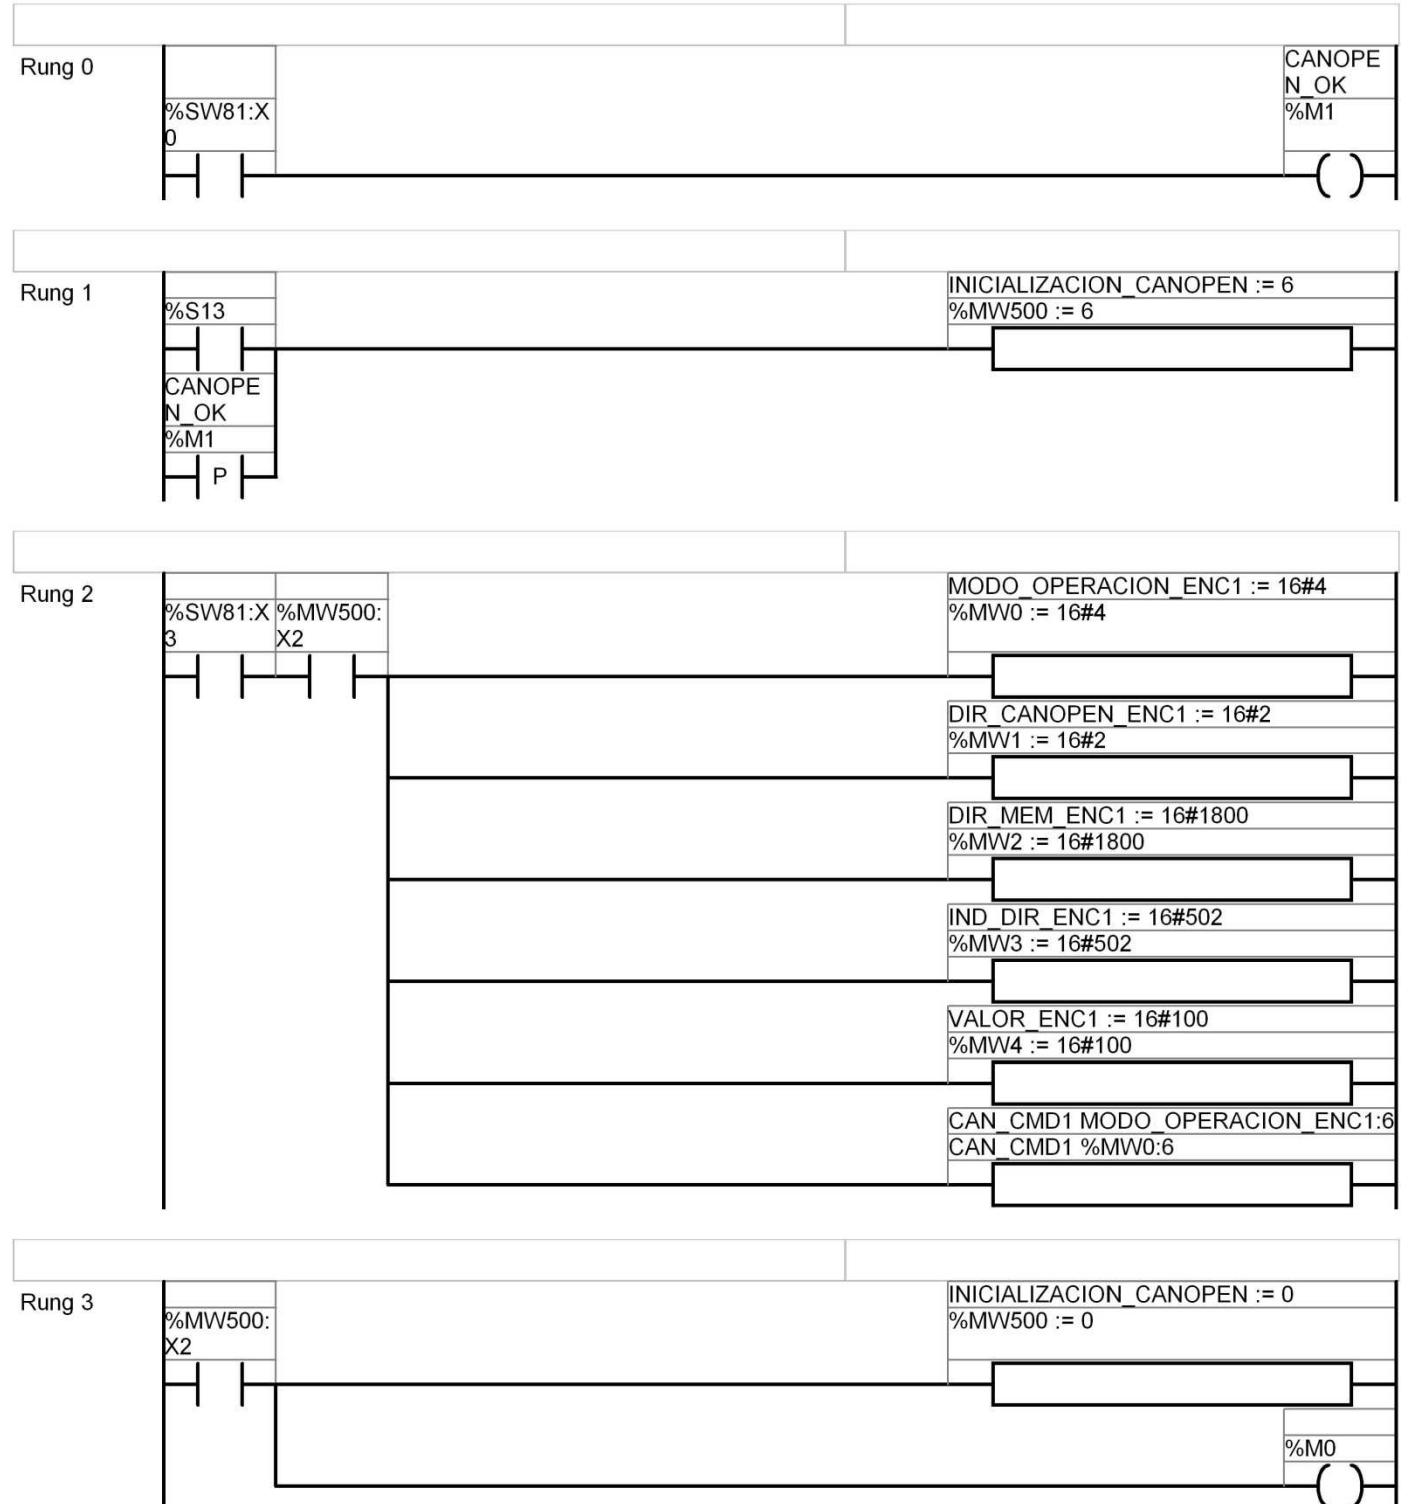 Rung 0
%SW81:X
0
CANOPE
N_OK
%M1
Rung 1
%S13
CANOPE
N_OK
%M1
P
INICIALIZACION_CANOPEN := 6
%MW500 := 6
Rung 2
%SW81:X
3
%MW500:
X2
MODO_OPERACION_ENC1 := 16#4
%MW0 := 16#4
DIR_CANOPEN_ENC1 := 16#2
%MW1 := 16#2
DIR_MEM_ENC1 := 16#1800
%MW2 := 16#1800
IND_DIR_ENC1 := 16#502
%MW3 := 16#502
VALOR_ENC1 := 16#100
%MW4 := 16#100
CAN_CMD1 MODO_OPERACION_ENC1:6
CAN_CMD1 %MW0:6
Rung 3
%MW500:
X2
INICIALIZACION_CANOPEN := 0
%MW500 := 0
%M0